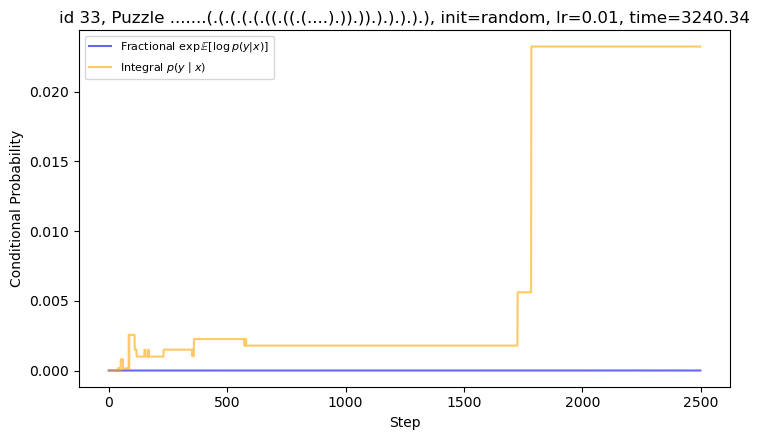 id 33, Puzzle .......(.(.(.(.(.((.((.(....).)).)).).).).).).), init=random, lr=0.01, time=3240.34
Fractional exp𝔼[log p(y|x)]
Integral p(y | x)
Conditional Probability
0.020
0.015
0.010
0.005
0.000
0
500
1000
1500
2000
2500
Step